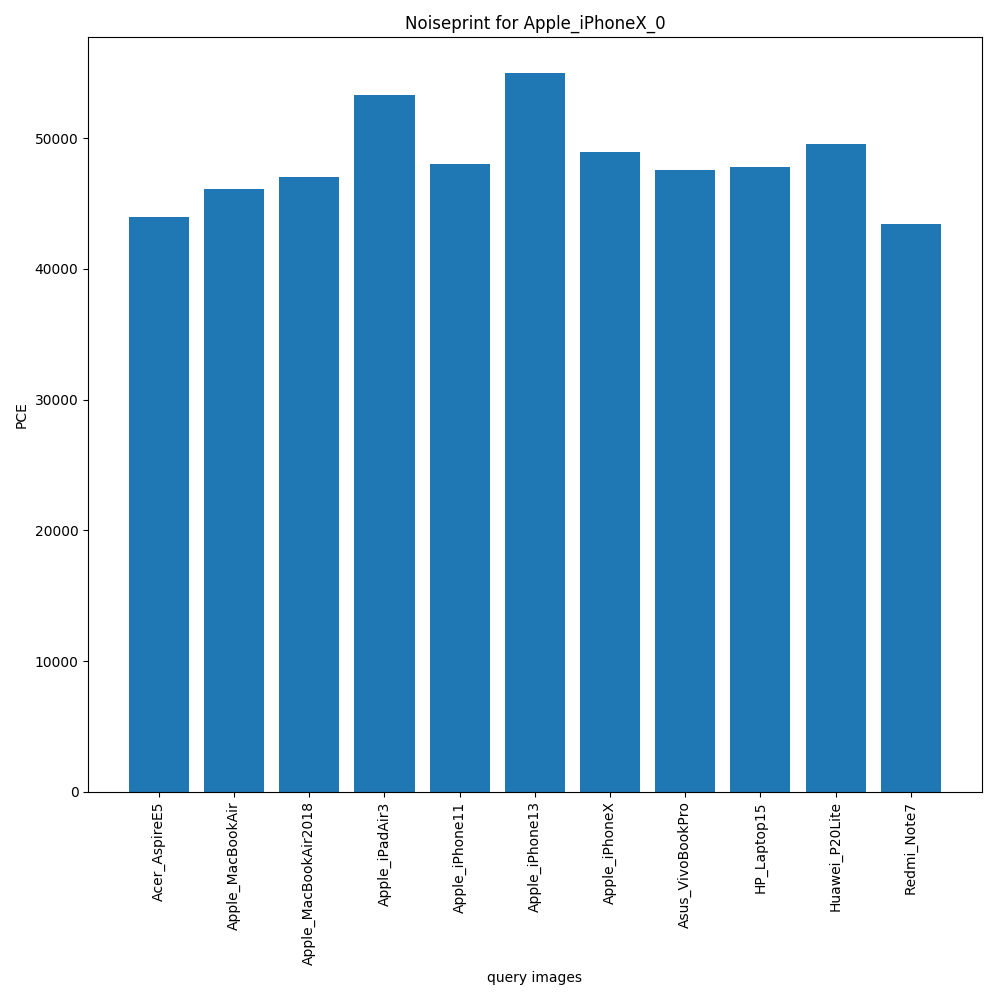 Noiseprint for Apple_iPhoneX_0
PCE
50000
40000
30000
20000
10000
0
Acer_AspireE5
Apple_MacBookAir
Apple_MacBookAir2018
Apple_iPadAir3
Apple_iPhone11
Apple_iPhone13
Apple_iPhoneX
Asus_VivoBookPro
HP_Laptop15
Huawei_P20Lite
Redmi_Note7
query images